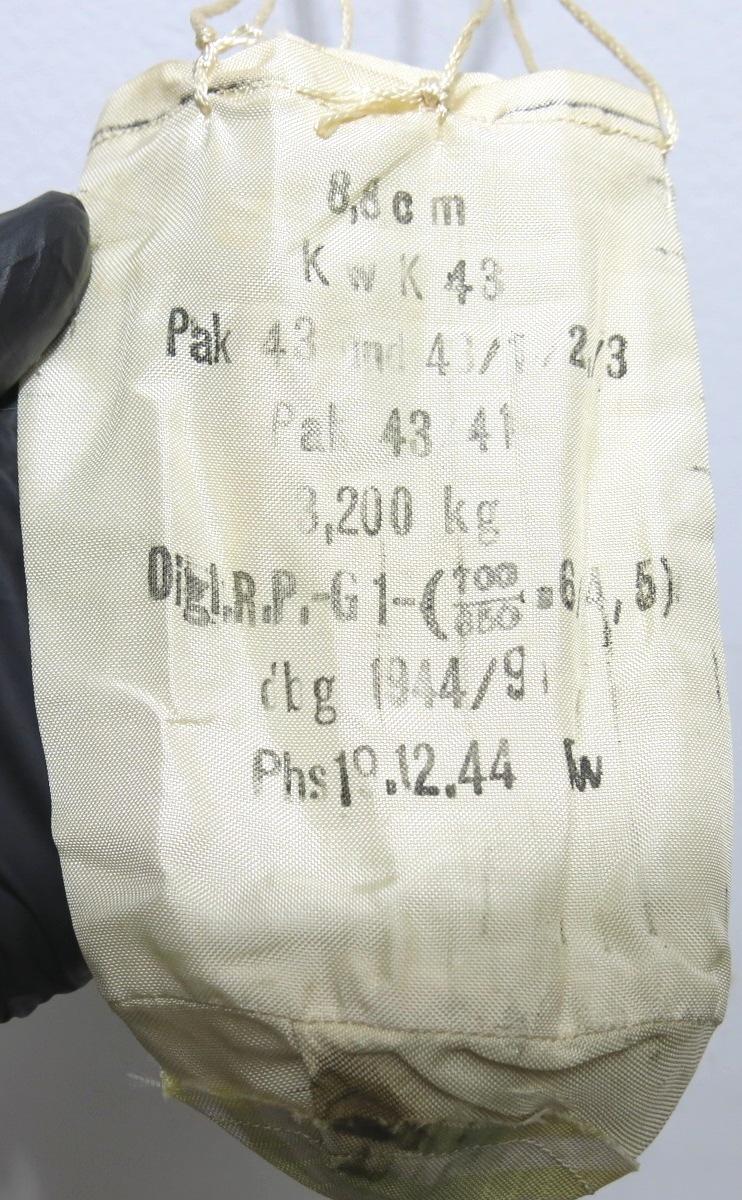 8,8 cm
KwK 43
Pak 43 und 43/1/2/3
Pak 43 41
3,200 kg
Digl.R.P.-G1-(100/850 = 6 4, 5)
dbg 1944/9
Phs 10.12.44